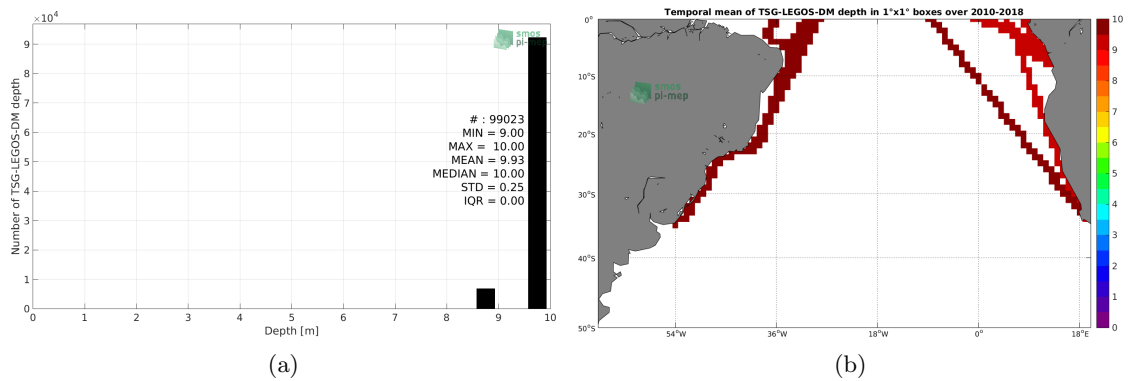 ×10⁴
9
8
7
6
5
4
3
2
1
0
Number of TSG-LEGOS-DM depth
smos
pi-mep
# : 99023
MIN = 9.00
MAX = 10.00
MEAN = 9.93
MEDIAN = 10.00
STD = 0.25
IQR = 0.00
0 1 2 3 4 5 6 7 8 9 10
Depth [m]
(a)
Temporal mean of TSG-LEGOS-DM depth in 1°x1° boxes over 2010-2018
0°S
10°S
20°S
30°S
40°S
50°S
smos
pi-mep
54°W 36°W 18°W 0° 18°E
10
9
8
7
6
5
4
3
2
1
0
(b)